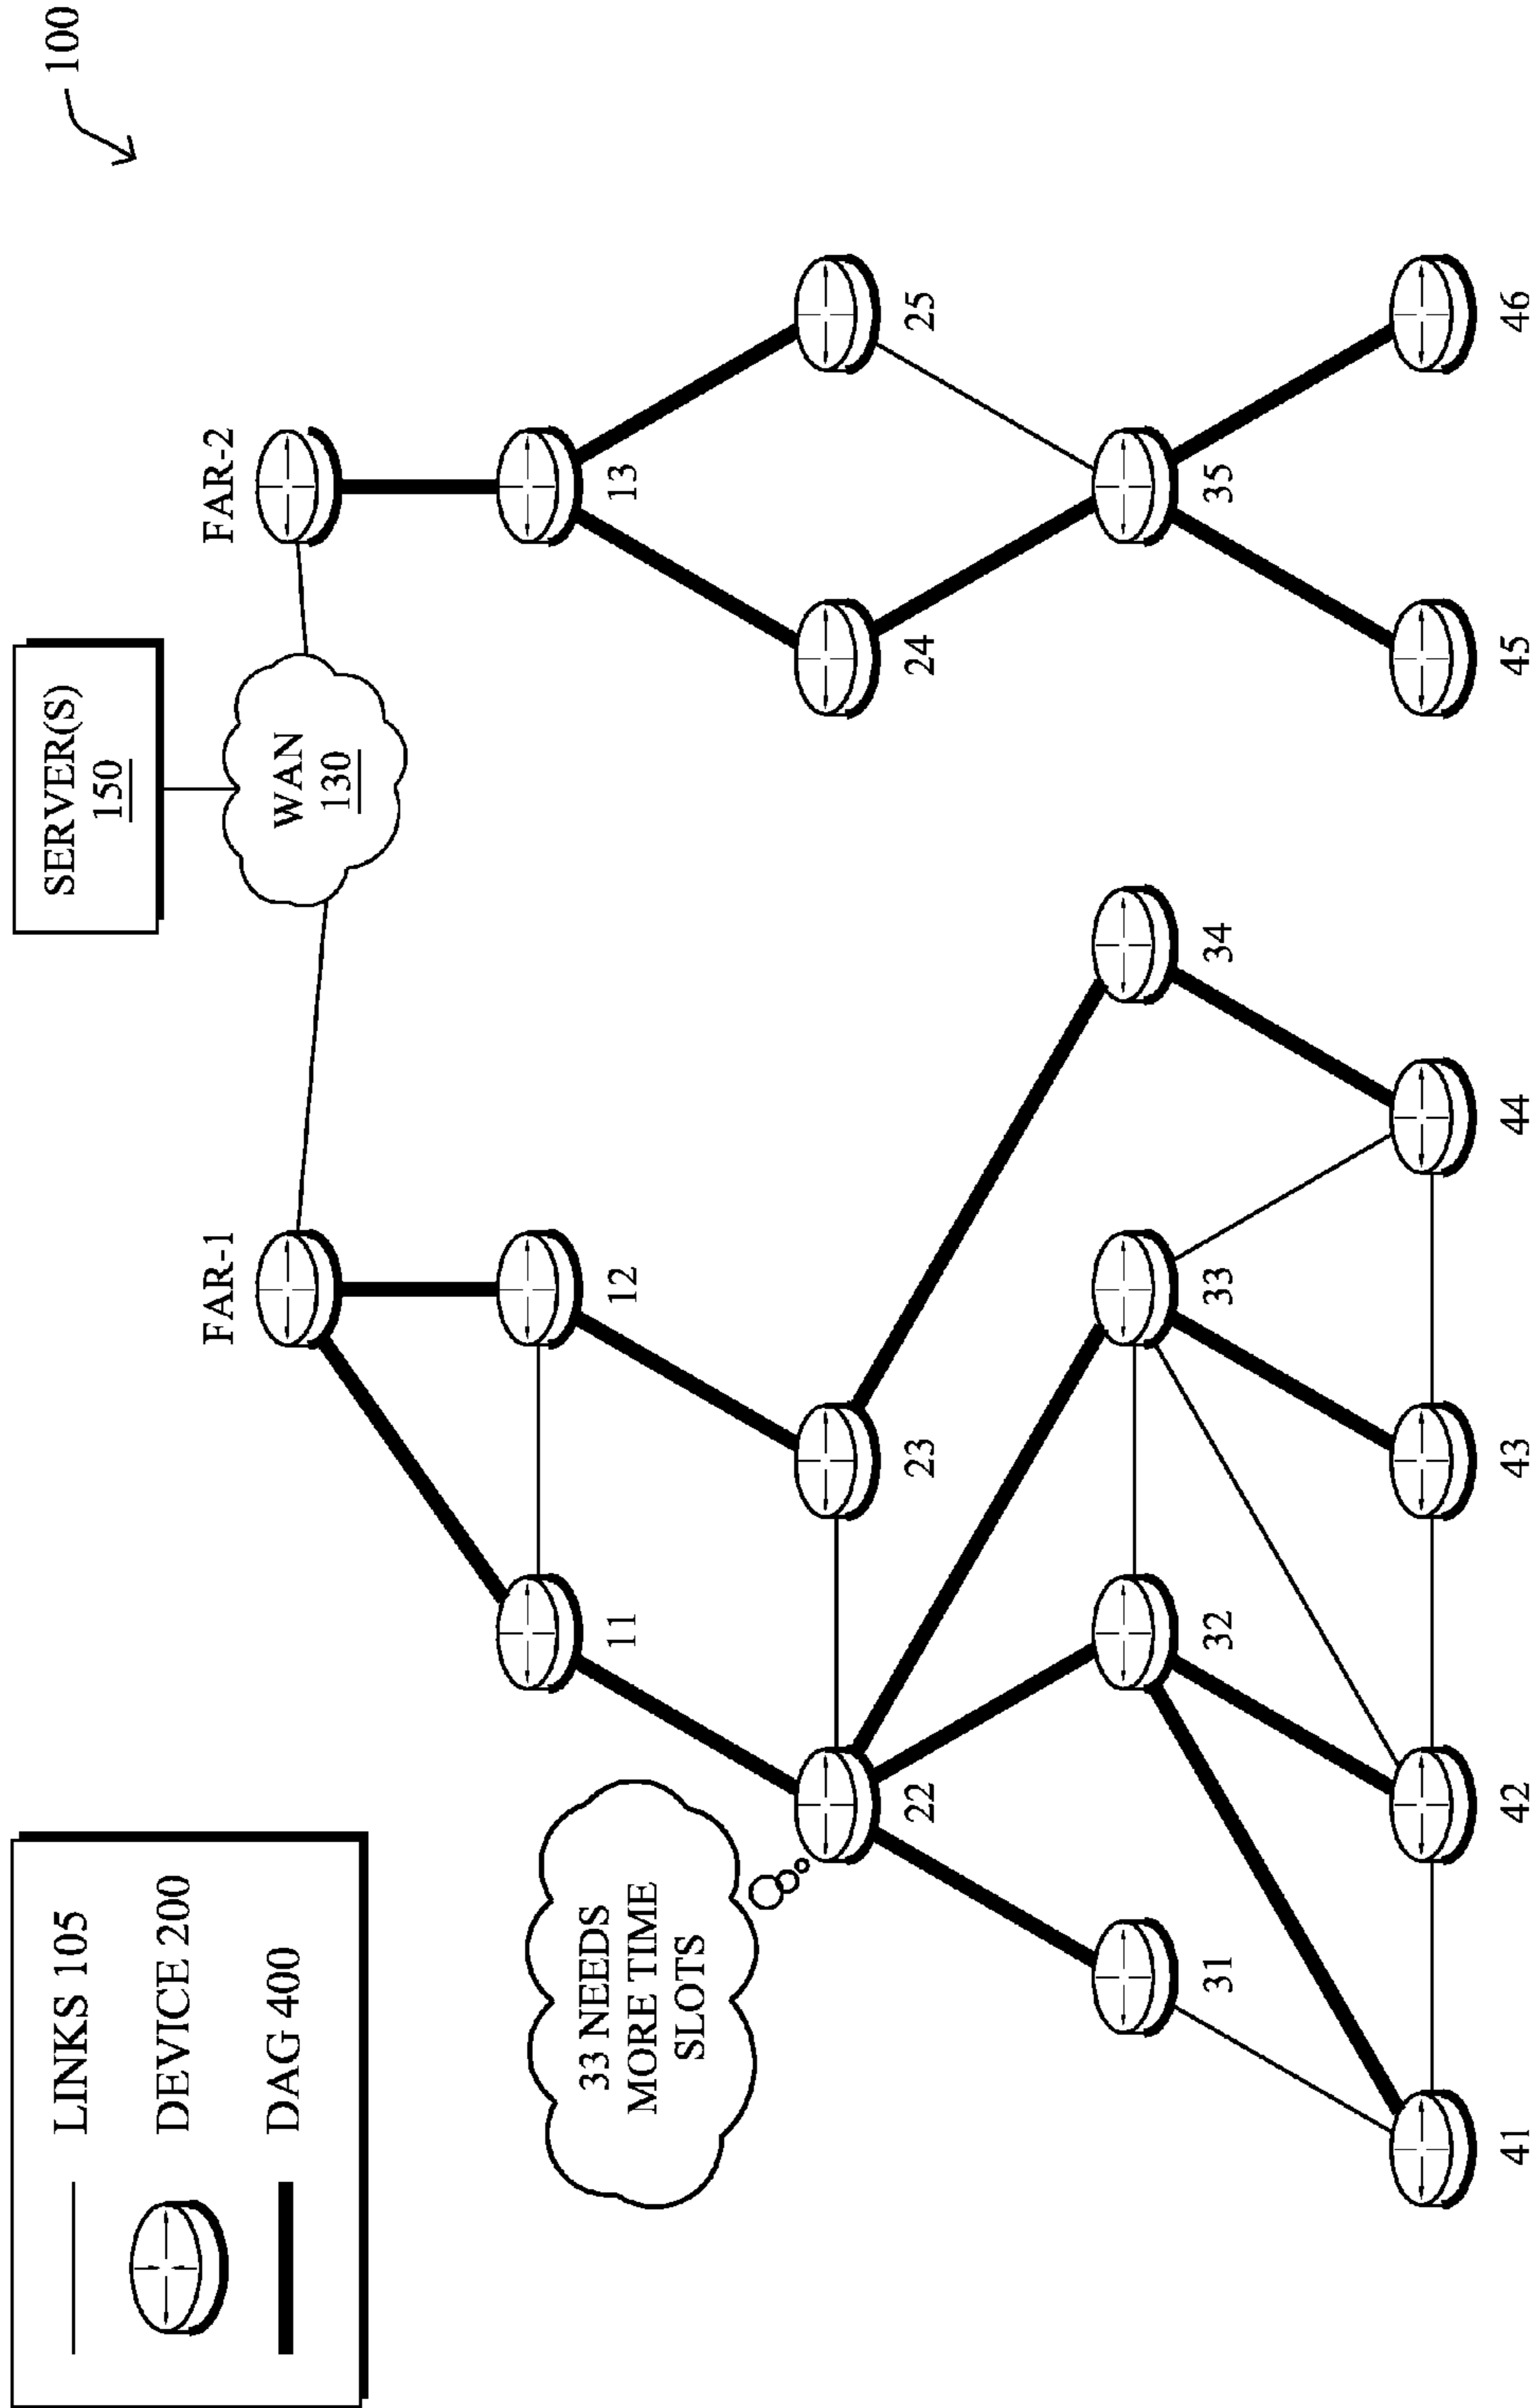 100
LINKS 105
DEVICE 200
DAG 400
SERVER(S)
150
WAN
130
FAR-1
FAR-2
33 NEEDS
MORE TIME
SLOTS
11
12
13
22
23
24
25
31
32
33
34
35
41
42
43
44
45
46